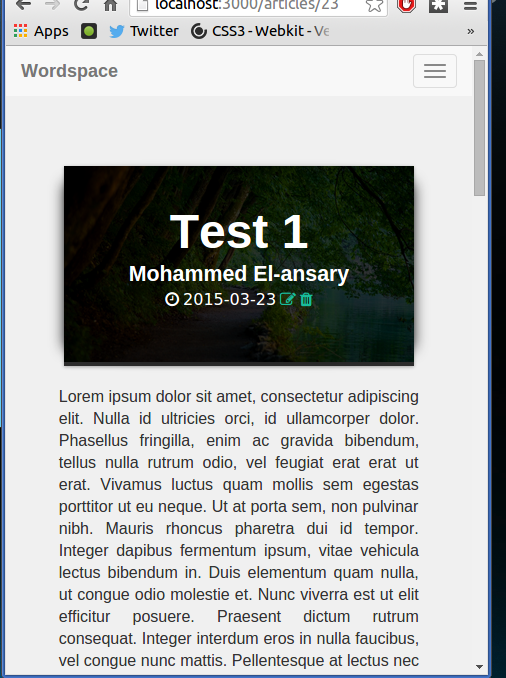 localhost:3000/articles/23
Apps Twitter CSS3 - Webkit - Ve »
Wordspace
Test 1
Mohammed El-ansary
2015-03-23
Lorem ipsum dolor sit amet, consectetur adipiscing
elit. Nulla id ultricies orci, id ullamcorper dolor.
Phasellus fringilla, enim ac gravida bibendum,
tellus nulla rutrum odio, vel feugiat erat erat ut
erat. Vivamus luctus quam mollis sem egestas
porttitor ut eu neque. Ut at porta sem, non pulvinar
nibh. Mauris rhoncus pharetra dui id tempor.
Integer dapibus fermentum ipsum, vitae vehicula
lectus bibendum in. Duis elementum quam nulla,
ut congue odio molestie et. Nunc viverra est ut elit
efficitur posuere. Praesent dictum rutrum
consequat. Integer interdum eros in nulla faucibus,
vel congue nunc mattis. Pellentesque at lectus nec